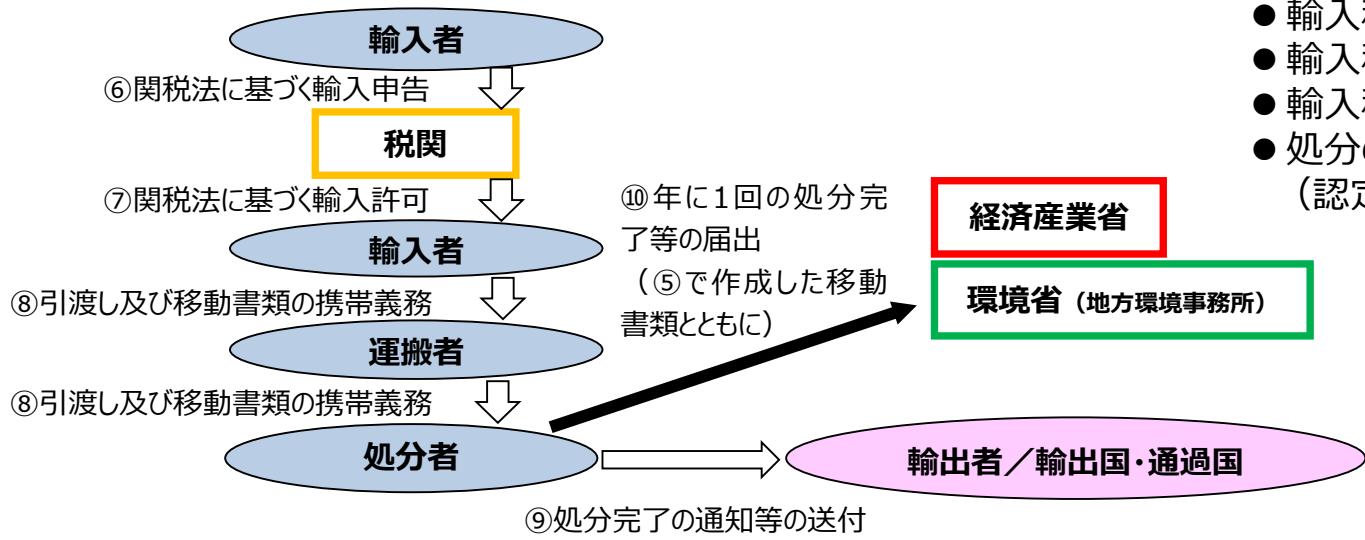 輸入者
⑥関税法に基づく輸入申告
税関
⑦関税法に基づく輸入許可
輸入者
⑧引渡し及び移動書類の携帯義務
運搬者
⑧引渡し及び移動書類の携帯義務
処分者
⑩年に1回の処分完
了等の届出
（⑤で作成した移動
書類とともに）
経済産業省
環境省（地方環境事務所）
輸出者／輸出国・通過国
⑨処分完了の通知等の送付
●輸入
●輸入
●輸入
●処分
（認定